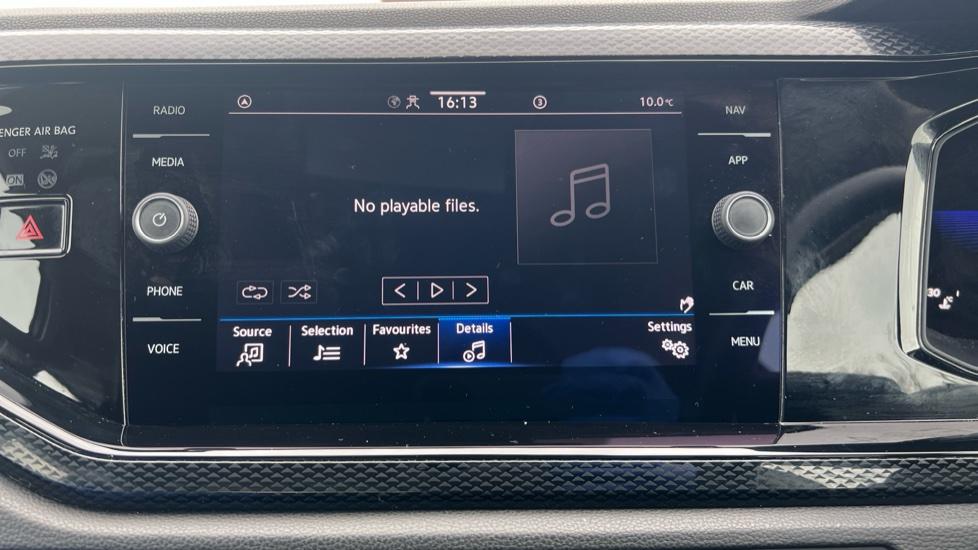 RADIO
MEDIA
PHONE
VOICE
ENGER AIR BAG
OFF
ON
16:13
3
10.0°C
No playable files.
Source
Selection
Favourites
Details
Settings
NAV
APP
CAR
MENU
30
°C